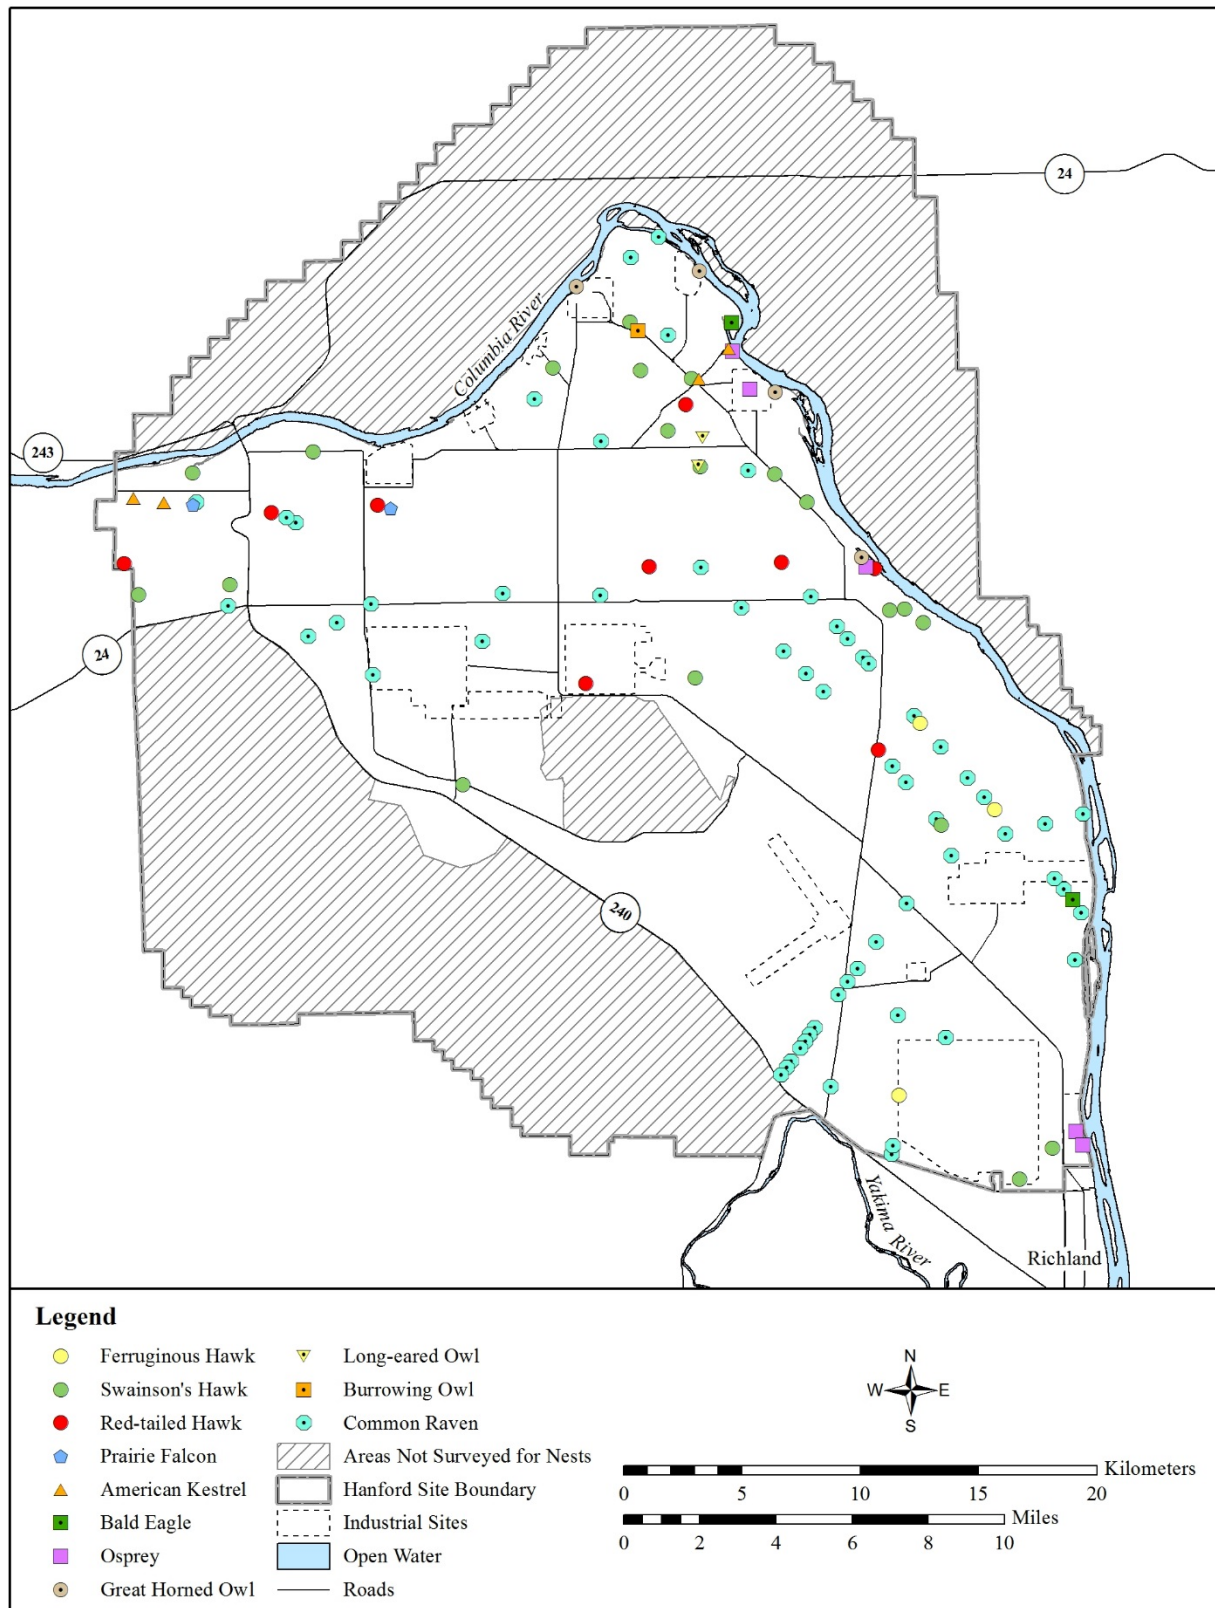 24
Columbia River
243
24
240
Yakima River
Richland
Legend
Ferruginous Hawk
Swainson's Hawk
Red-tailed Hawk
Prairie Falcon
American Kestrel
Bald Eagle
Osprey
Great Horned Owl
Long-eared Owl
Burrowing Owl
Common Raven
Areas Not Surveyed for Nests
Hanford Site Boundary
Industrial Sites
Open Water
Roads
N
W E
S
Kilometers
0 5 10 15 20
Miles
0 2 4 6 8 10